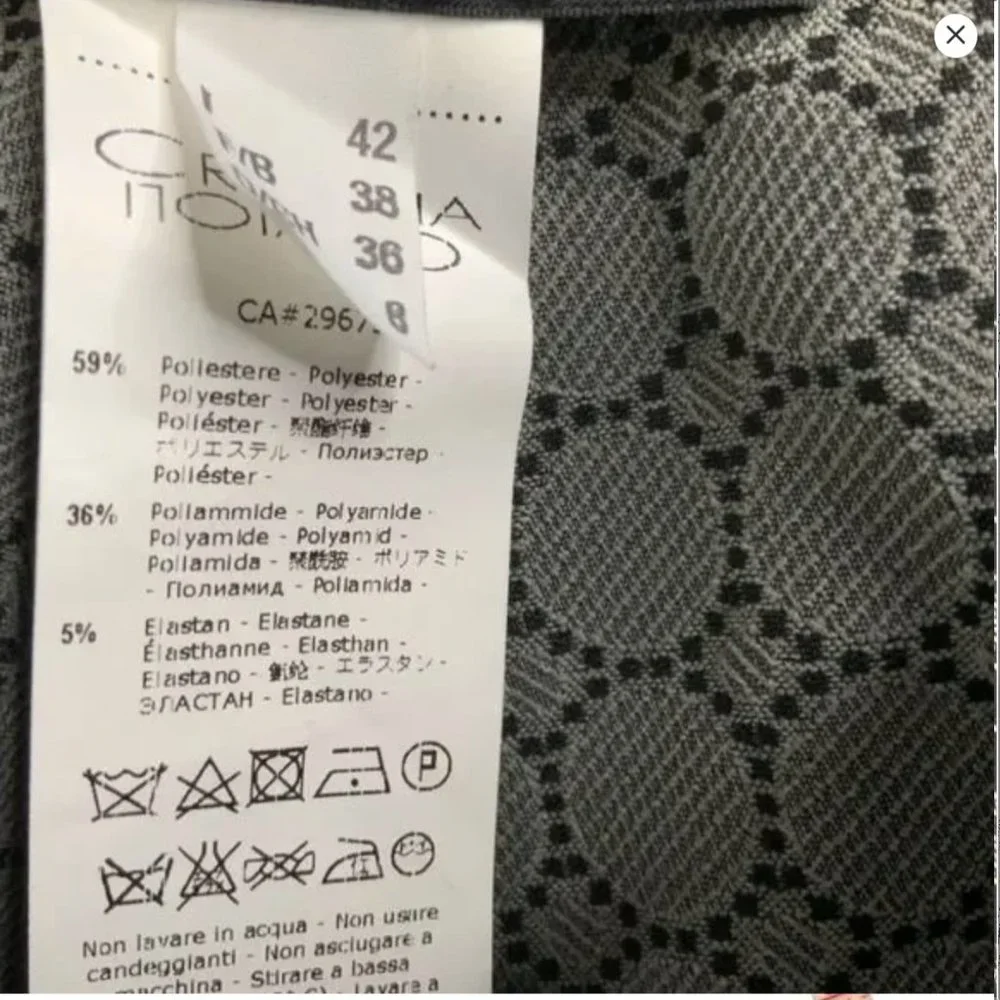 42
38
36
8
CA#2967
59% Poliestere - Polyester -
Polyester - Polyester -
Poliéster - 聚酯纤维 -
ポリエステル - Полиэстер -
Poliéster -
36% Poliammide - Polyamide -
Polyamide - Polyamid -
Poliamida - 聚酰胺 - ポリアミド
- Полиамид - Poliamida -
5% Elastan - Elastane -
Élasthanne - Elasthan -
Elastano - 氨纶 - エラスタン -
ЭЛАСТАН - Elastano -
P
Non lavare in acqua - Non usare
candeggianti - Non asciugare a
macchina - Stirare a bassa
lavare a